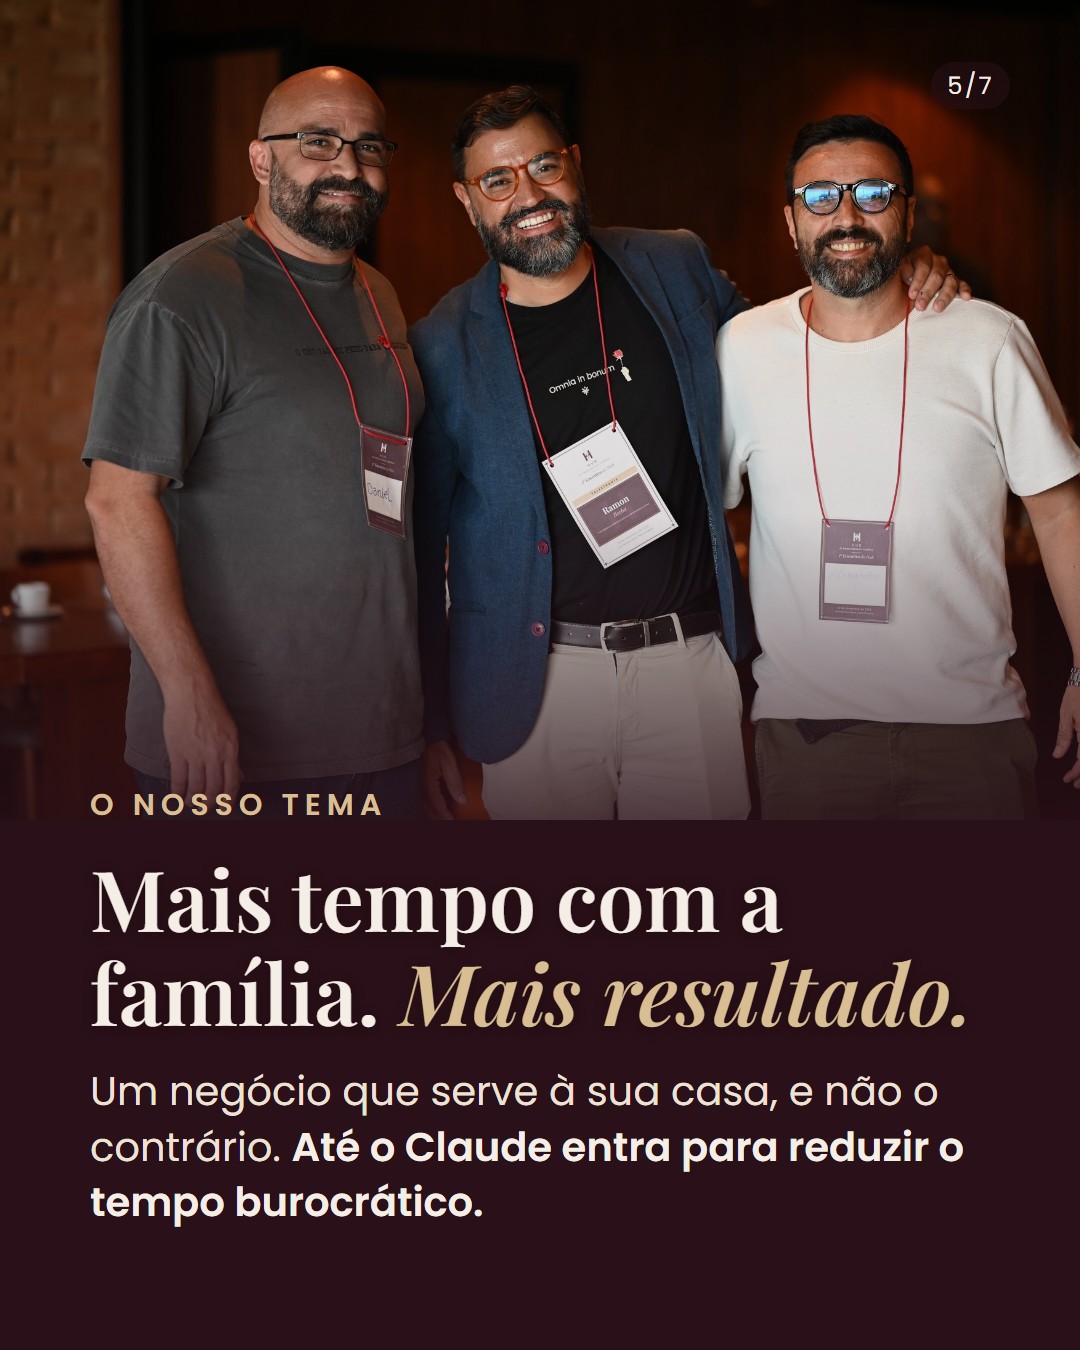 5/7
Omnia in bonum
Daniel
Ramon
O NOSSO TEMA
Mais tempo com a
família. Mais resultado.
Um negócio que serve à sua casa, e não o
contrário. Até o Claude entra para reduzir o
tempo burocrático.